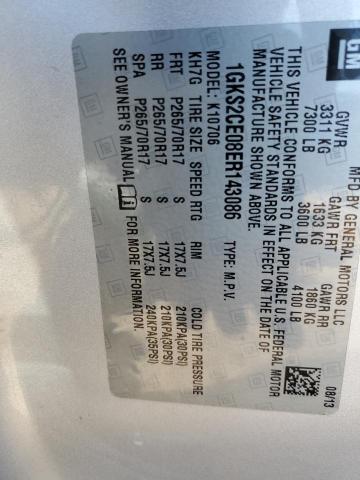 GM
MFD BY GENERAL MOTORS LLC
08/13
GVWR GAWR FRT GAWR RR
3311 KG 1633 KG 1860 KG
7300 LB 3600 LB 4100 LB
THIS VEHICLE CONFORMS TO ALL APPLICABLE U.S. FEDERAL MOTOR
VEHICLE SAFETY STANDARDS IN EFFECT ON THE DATE OF
MANUFACTURE SHOWN ABOVE.
1GKS2CE08ER143086 TYPE: M.P.V.
MODEL: K10706
KH7G TIRE SIZE SPEED RTG RIM COLD TIRE PRESSURE
FRT P265/70R17 S 17X7.5J 210KPA(30PSI)
RR P265/70R17 S 17X7.5J 210KPA(30PSI)
SPA P265/70R17 S 17X7.5J 240KPA(35PSI)
SEE OWNER'S MANUAL FOR MORE INFORMATION.